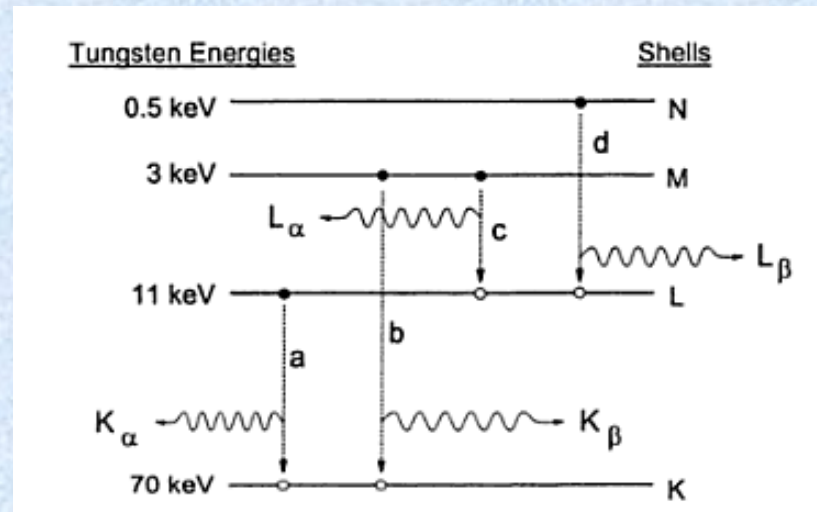 Tungsten Energies Shells
0.5 keV N
d
3 keV M
Lα c
Lβ
11 keV L
a b
Kα Kβ
70 keV K